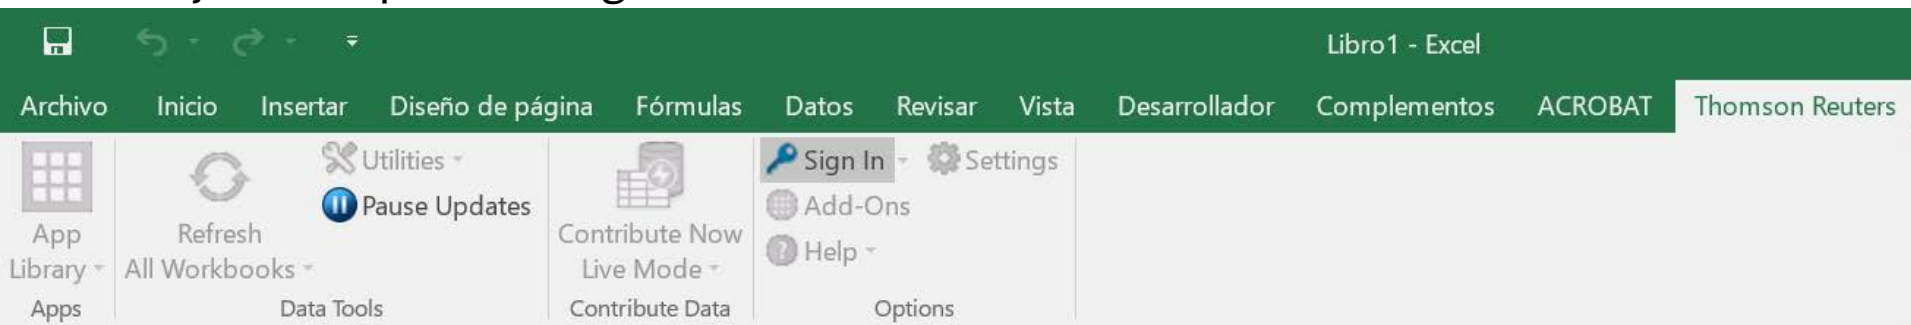 Libro1 - Excel
Archivo Inicio Insertar Diseño de página Fórmulas Datos Revisar Vista Desarrollador Complementos ACROBAT Thomson Reuters
Utilities Sign In Settings
Pause Updates Add-Ons
App Refresh Contribute Now Help
Library All Workbooks Live Mode
Apps Data Tools Contribute Data Options